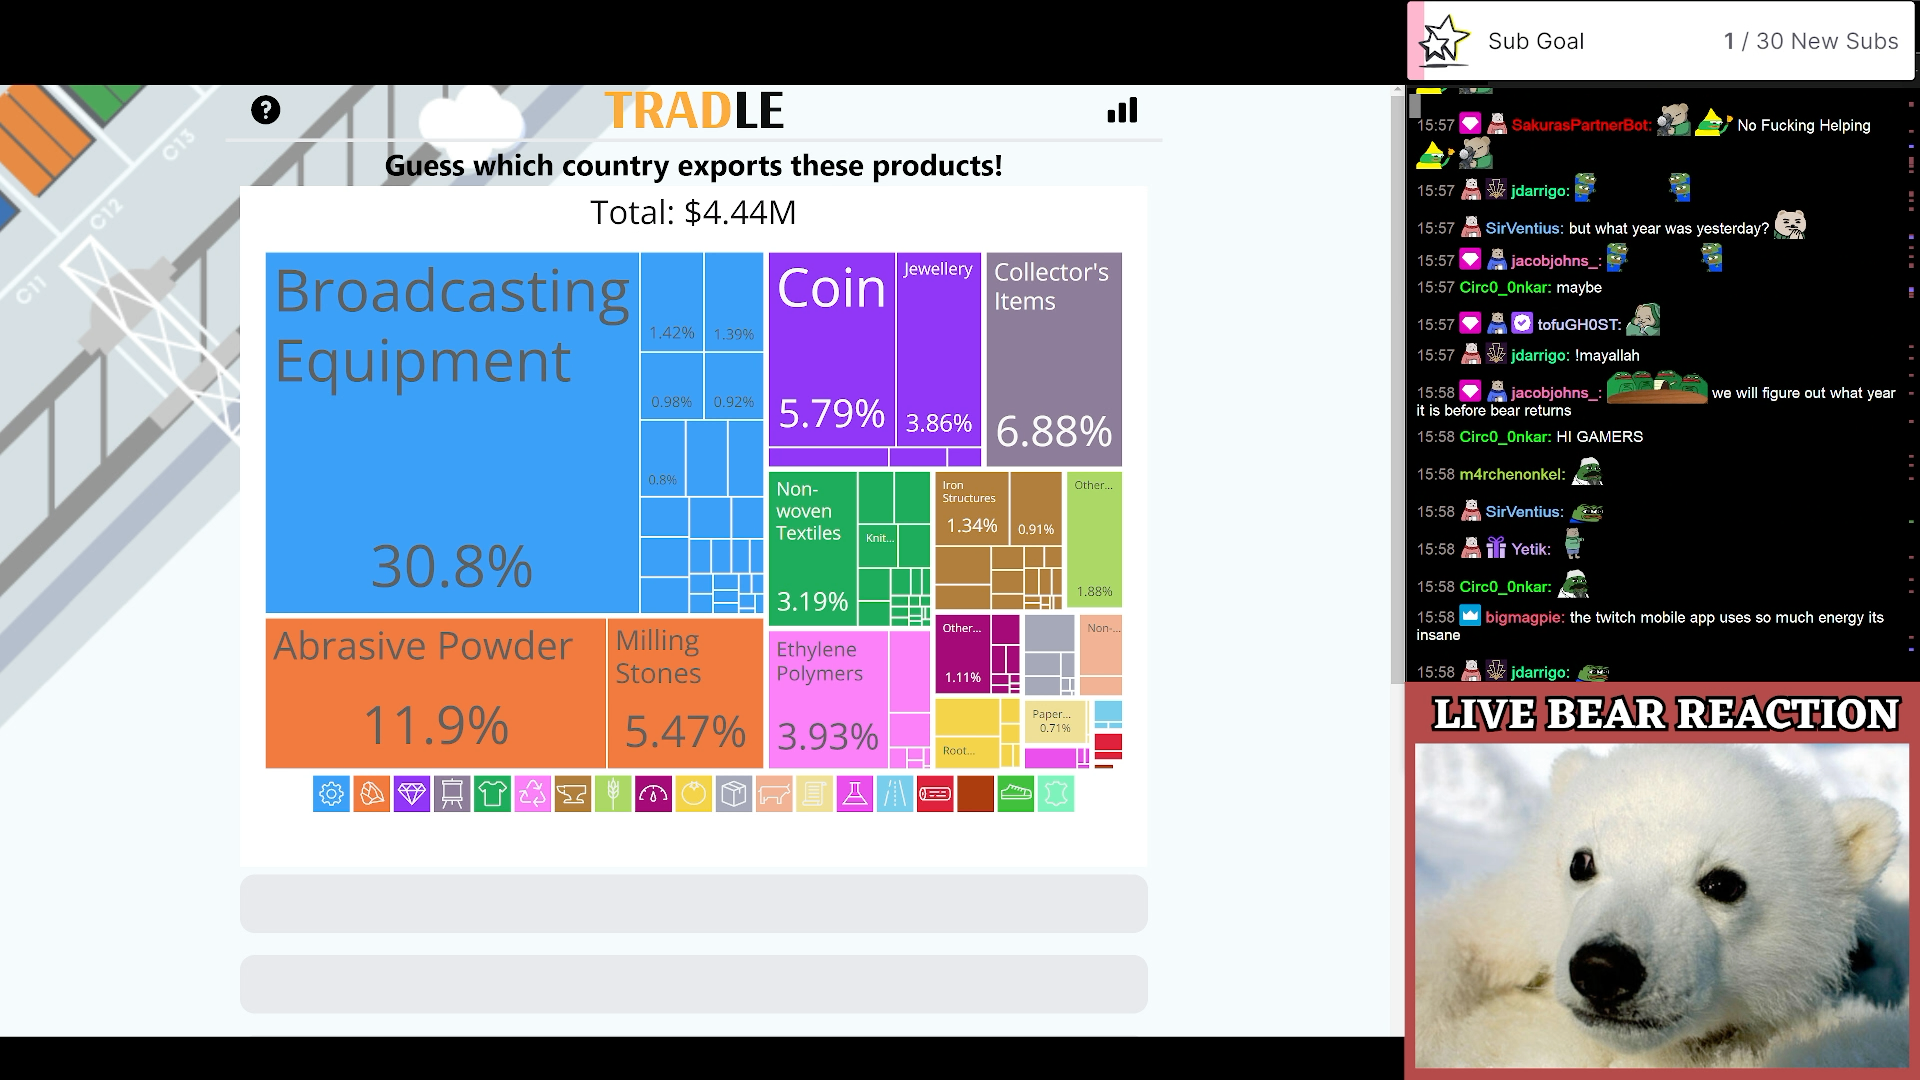 Sub Goal 1 / 30 New Subs
TRADLE
Guess which country exports these products!
Total: $4.44M
Broadcasting
Equipment
30.8%
1.42%
1.39%
0.98%
0.92%
0.8%
Coin
5.79%
Jewellery
3.86%
Collector's
Items
6.88%
Non-
woven
Textiles
3.19%
Knit...
Iron
Structures
1.34%
0.91%
Other...
1.88%
Abrasive Powder
11.9%
Milling
Stones
5.47%
Ethylene
Polymers
3.93%
Other...
1.11%
Non-...
Root...
Paper...
0.71%
C13
C12
C11
15:57 SakurasPartnerBot: No Fucking Helping
15:57 jdarrigo:
15:57 SirVentius: but what year was yesterday?
15:57 jacobjohns_:
15:57 Circ0_0nkar: maybe
15:57 tofuGH0ST:
15:57 jdarrigo: !mayallah
15:58 jacobjohns_: we will figure out what year
it is before bear returns
15:58 Circ0_0nkar: HI GAMERS
15:58 m4rchenonkel:
15:58 SirVentius:
15:58 Yetik:
15:58 Circ0_0nkar:
15:58 bigmagpie: the twitch mobile app uses so much energy its
insane
15:58 jdarrigo:
LIVE BEAR REACTION